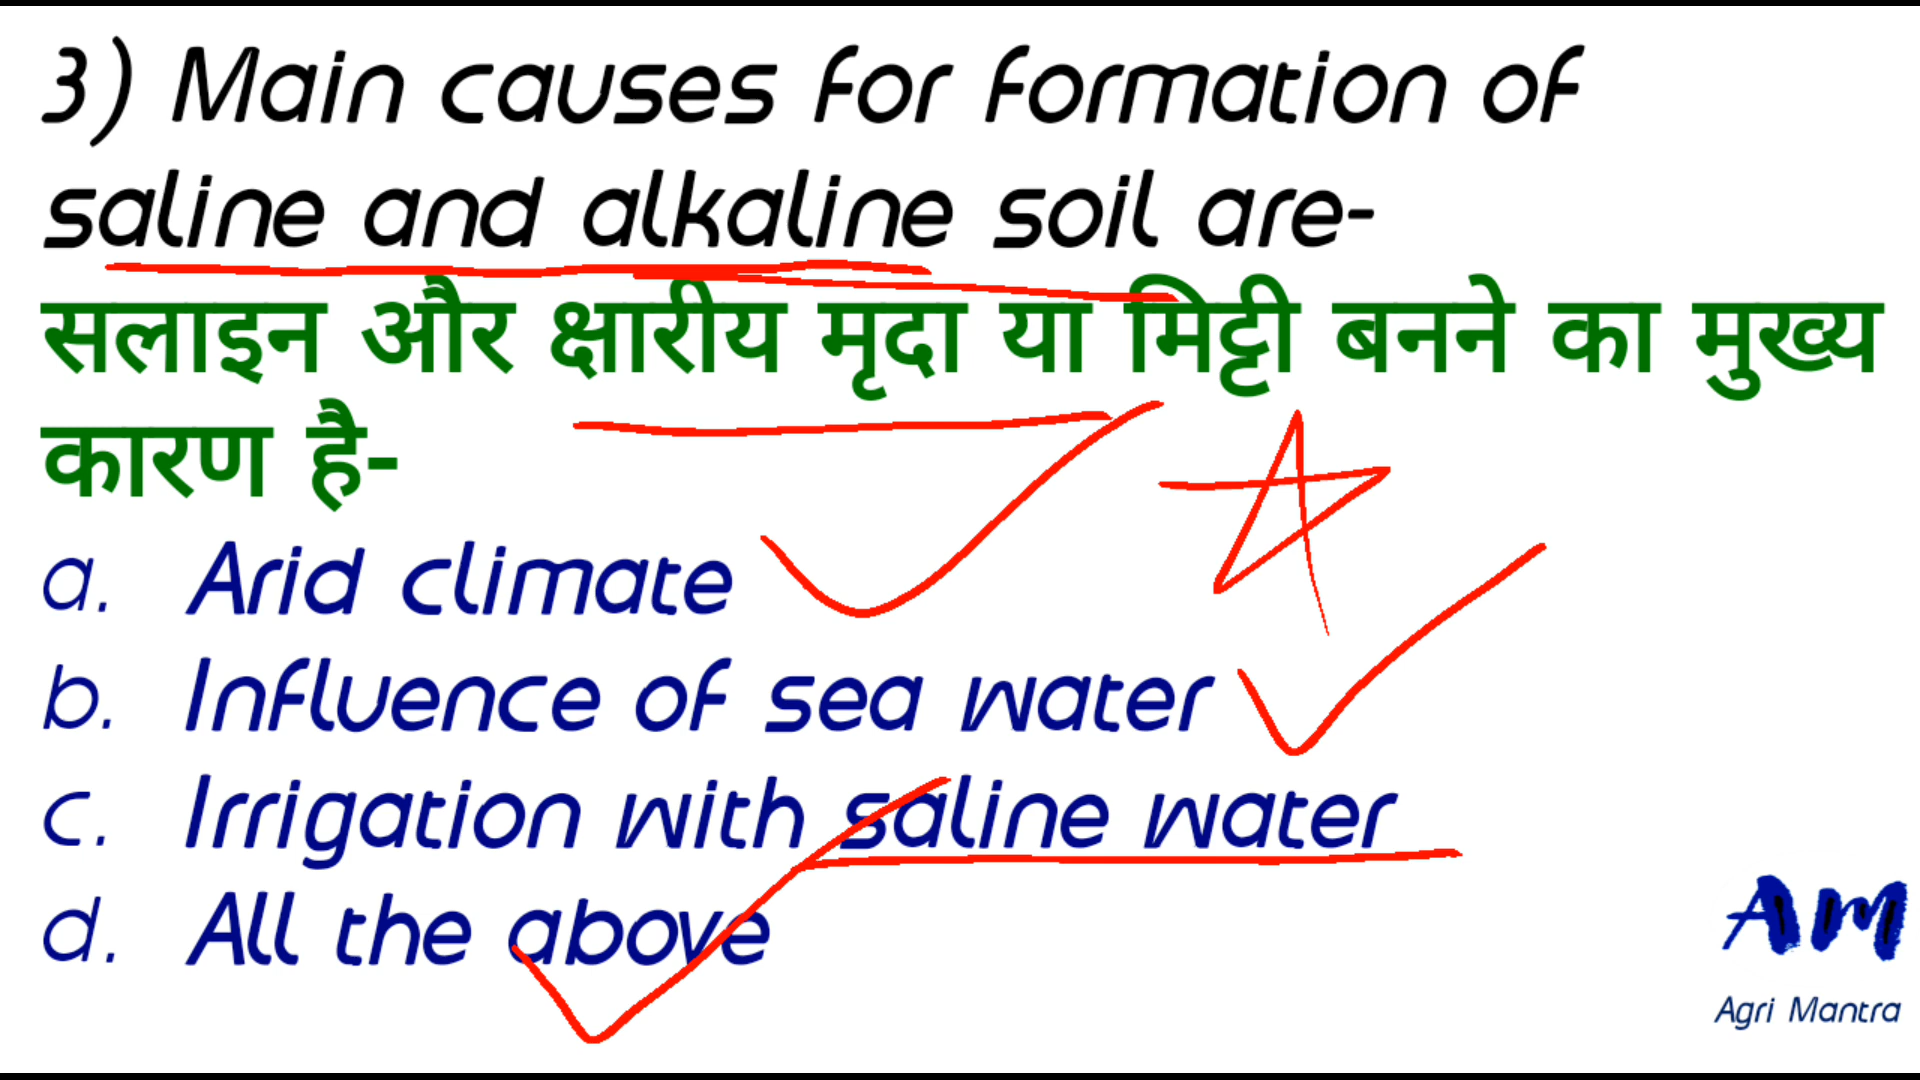 3) Main causes for formation of
saline and alkaline soil are-
सलाइन और क्षारीय मृदा या मिट्टी बनने का मुख्य
कारण है-
a. Arid climate
b. Influence of sea water
c. Irrigation with saline water
d. All the above
AM
Agri Mantra